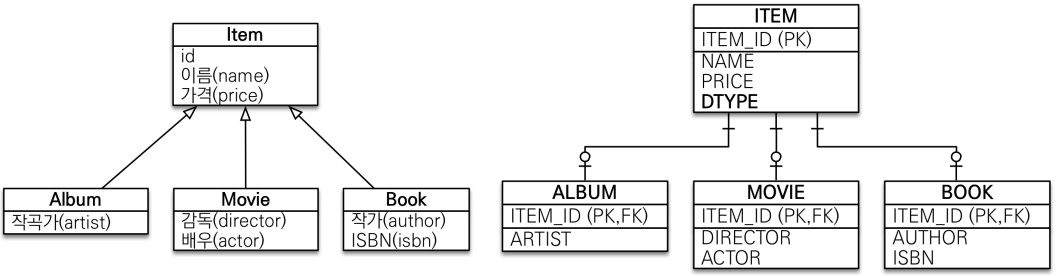 Item
id
이름(name)
가격(price)
Album
작곡가(artist)
Movie
감독(director)
배우(actor)
Book
작가(author)
ISBN(isbn)
ITEM
ITEM_ID (PK)
NAME
PRICE
DTYPE
ALBUM
ITEM_ID (PK,FK)
ARTIST
MOVIE
ITEM_ID (PK,FK)
DIRECTOR
ACTOR
BOOK
ITEM_ID (PK,FK)
AUTHOR
ISBN